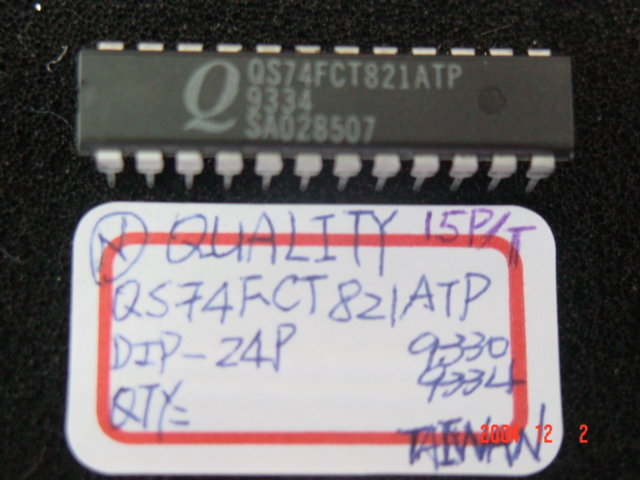 Q
QS74FCT821ATP
9334
SA028507
N QUALITY 15P/T
QS74FCT821ATP
DIP-24P 9330
9334
QTY=
TAIWAN
2004 12 2